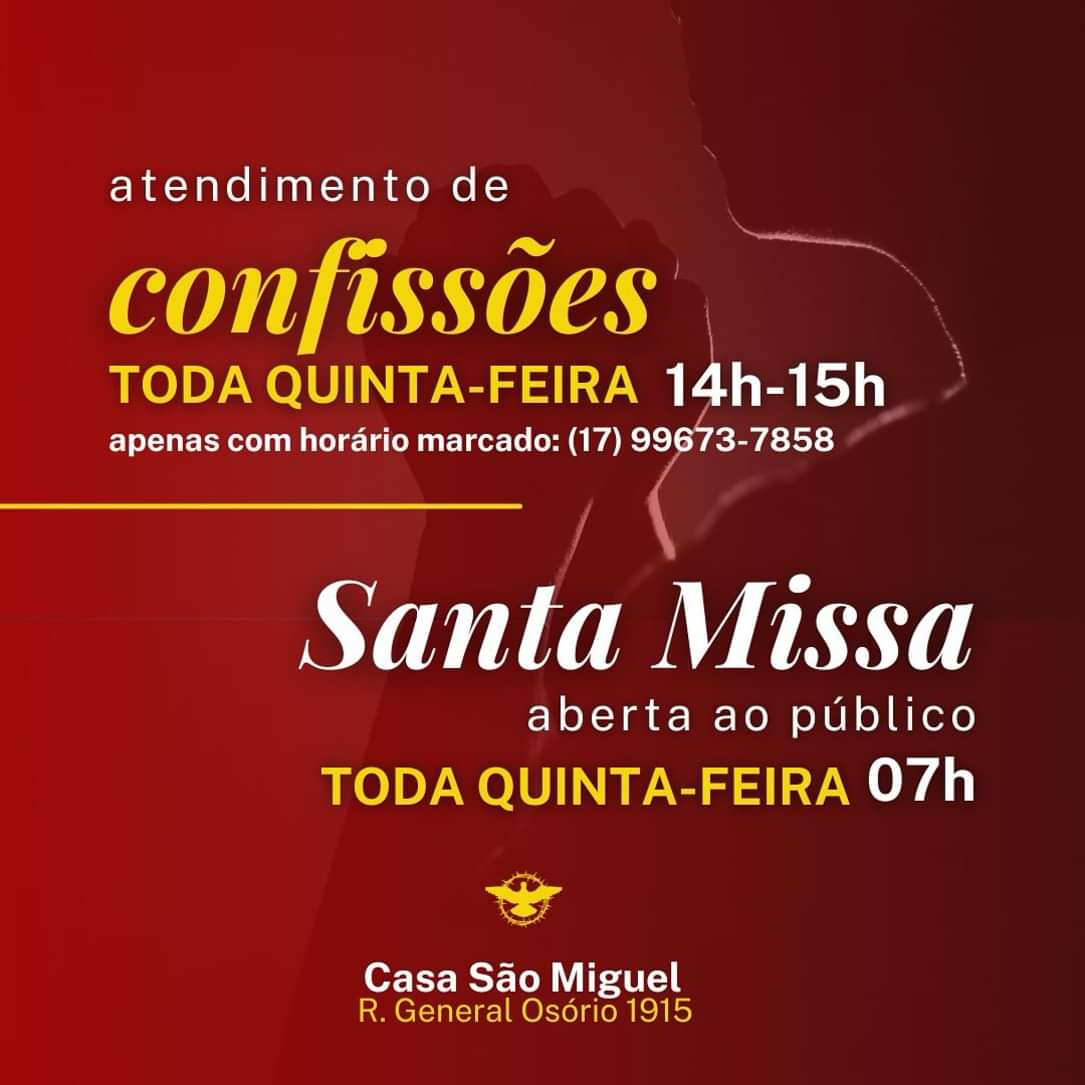 atendimento de
confissões
TODA QUINTA-FEIRA 14h-15h
apenas com horário marcado: (17) 99673-7858
Santa Missa
aberta ao público
TODA QUINTA-FEIRA 07h
Casa São Miguel
R. General Osório 1915